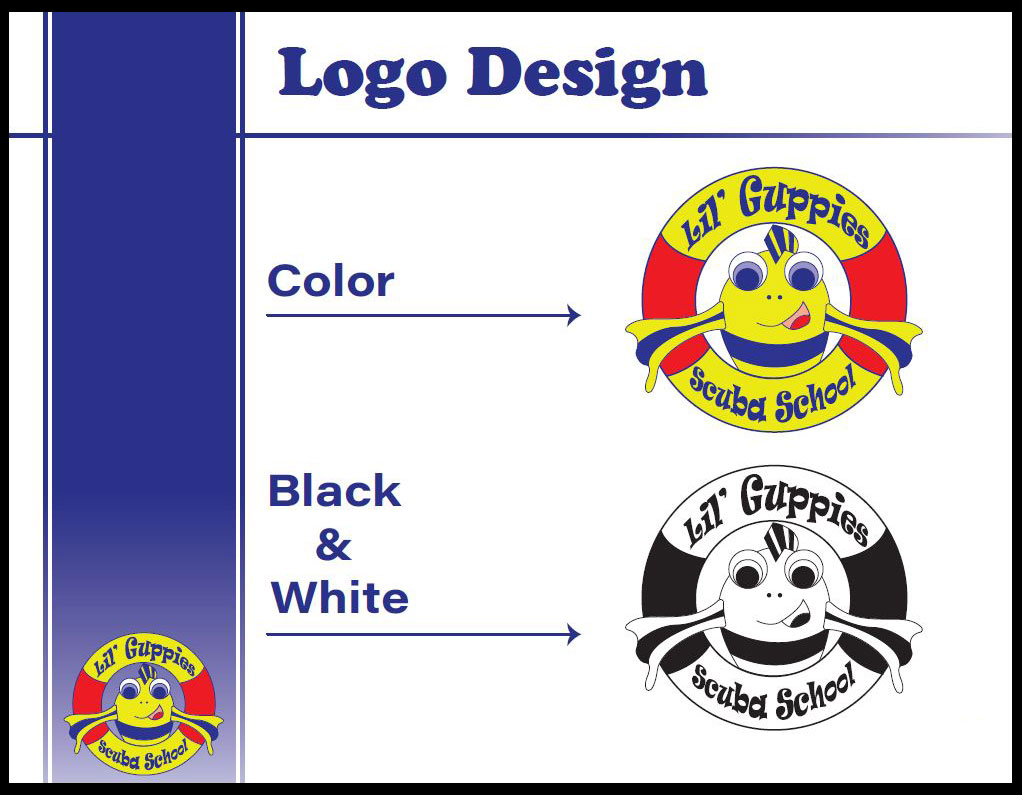 Logo Design
Color
Lil' Guppies
Scuba School
Black
&
White
Lil' Guppies
Scuba School
Lil' Guppies
Scuba School